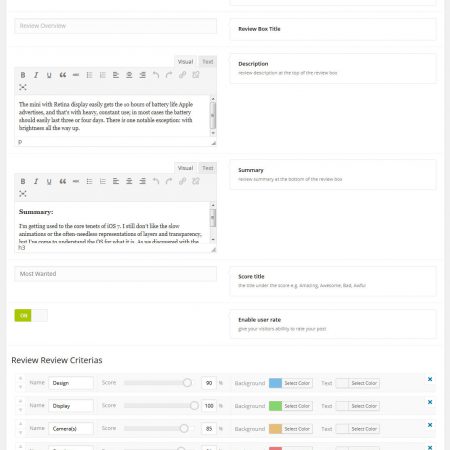 Review Overview
Review Box Title
Visual Text
Description
review description at the top of the review box
B I U “ ABC
The mini with Retina display easily gets the 10 hours of battery life Apple
advertises, and that's with heavy, constant use; in most cases the battery
should easily last three or four days. There is one notable exception: with
brightness all the way up.
p
Visual Text
Summary
review summary at the bottom of the review box
B I U “ ABC
Summary:
I'm getting used to the core tenets of iOS 7. I still don't like the slow
animations or the often-needless representations of layers and transparency,
but I've come to understand the OS for what it is. As we discovered with the
h3
Most Wanted
Score title
the title under the score e.g. Amazing, Awesome, Bad, Awful
ON
Enable user rate
give your visitors ability to rate your post
Review Review Criterias
Name Design Score 90 % Background Select Color Text Select Color
Name Display Score 100 % Background Select Color Text Select Color
Name Camera(s) Score 85 % Background Select Color Text Select Color